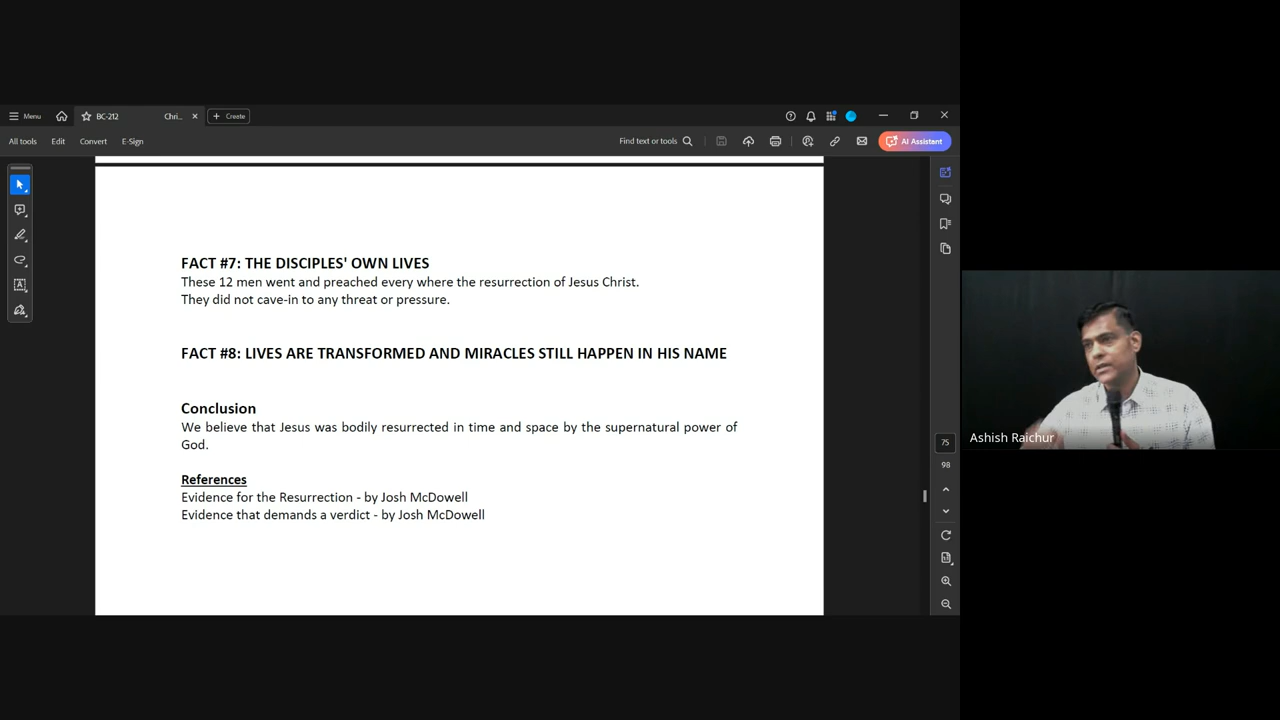 Menu
BC-212
Chri...
Create
All tools
Edit
Convert
E-Sign
Find text or tools
AI Assistant
FACT #7: THE DISCIPLES' OWN LIVES
These 12 men went and preached every where the resurrection of Jesus Christ.
They did not cave-in to any threat or pressure.
FACT #8: LIVES ARE TRANSFORMED AND MIRACLES STILL HAPPEN IN HIS NAME
Conclusion
We believe that Jesus was bodily resurrected in time and space by the supernatural power of
God.
References
Evidence for the Resurrection - by Josh McDowell
Evidence that demands a verdict - by Josh McDowell
75
98
Ashish Raichur